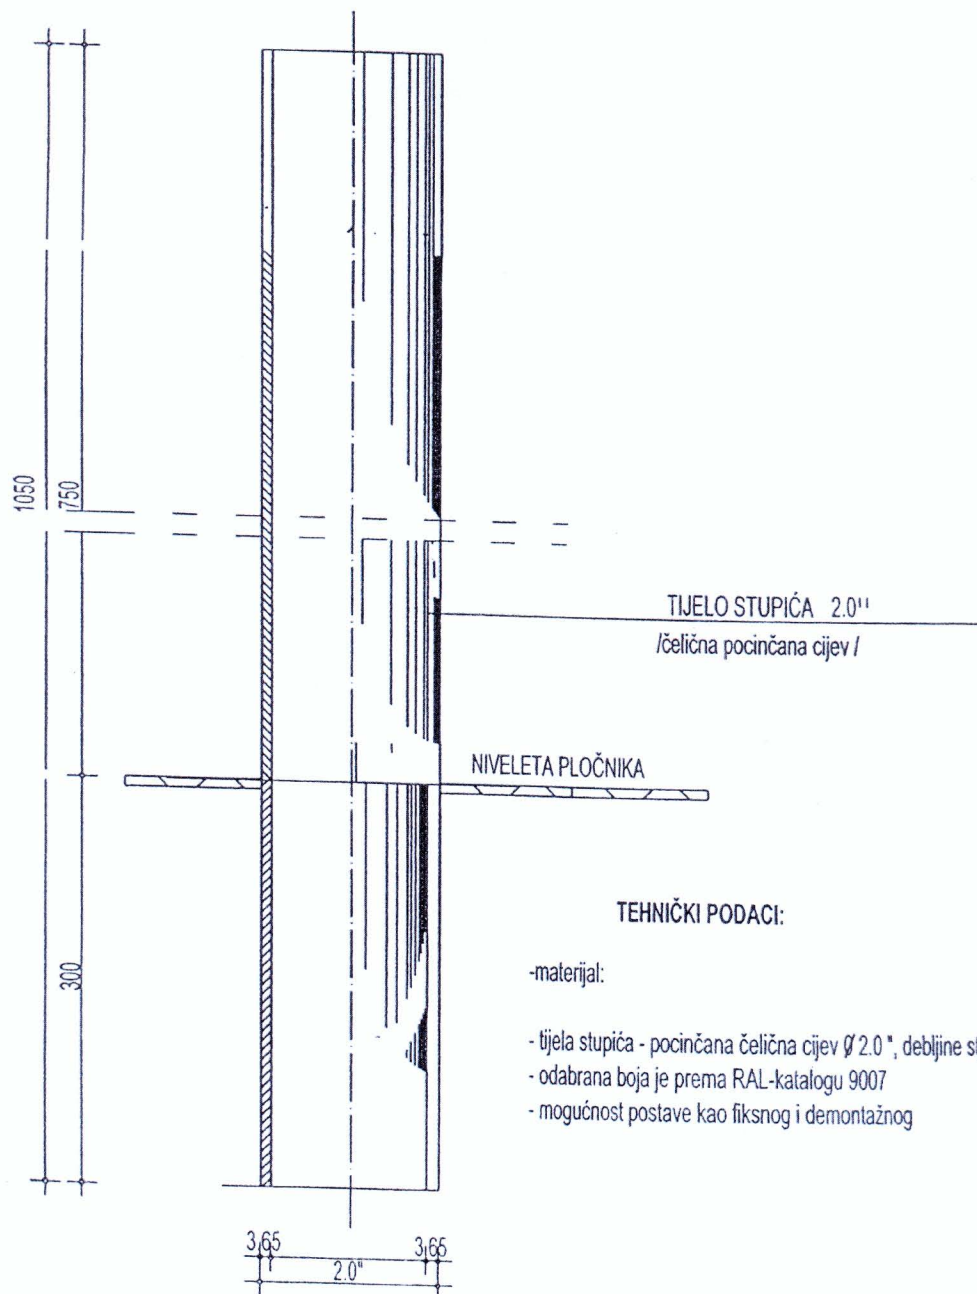 1050
750
TIJELO STUPIĆA 2.0"
/čelična pocinčana cijev /
NIVELETA PLOČNIKA
TEHNIČKI PODACI:
300
-materijal:
- tijela stupića - pocinčana čelična cijev Ø 2.0 ", debljine
- odabrana boja je prema RAL-katalogu 9007
- mogućnost postave kao fiksnog i demontažnog
3,65
3,65
2.0"